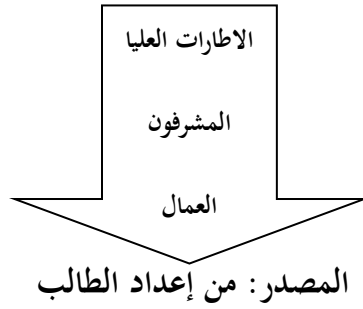 الاطارات العليا
المشرفون
العمال
المصدر: من إعداد الطالب